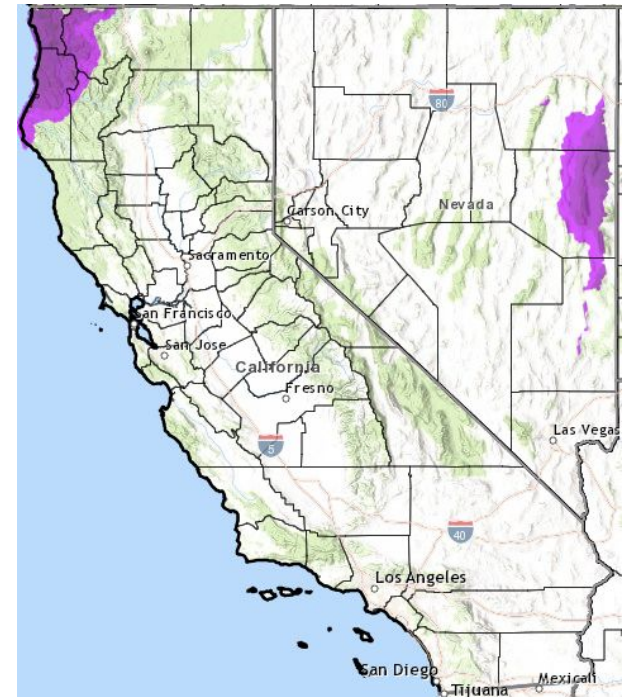 80
Carson City
Nevada
Sacramento
San Francisco
San Jose
California
Fresno
Las Vegas
5
40
Los Angeles
San Diego
Mexicali
Tijuana